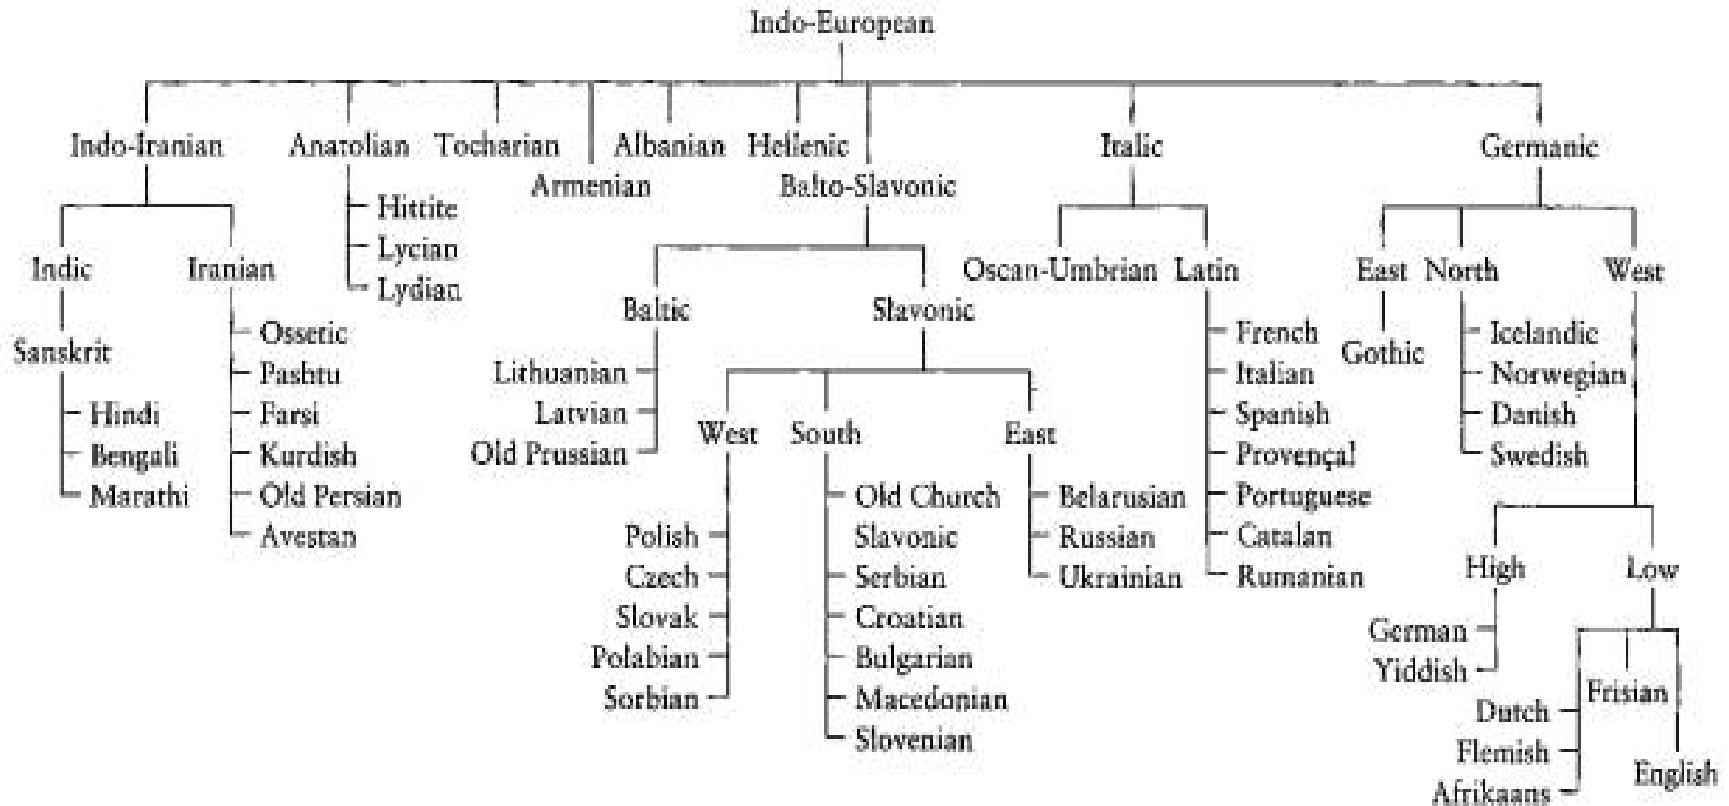 Indo-European
Indo-Iranian Anatolian Tocharian Albanian Hellenic Italic Germanic
Armenian Balto-Slavonic
Hittite
Lycian
Lydian
Indic Iranian Oscan-Umbrian Latin East North West
Baltic Slavonic
Sanskrit
Hindi
Bengali
Marathi
Ossetic
Pashtu
Farsi
Kurdish
Old Persian
Avestan
Lithuanian
Latvian
Old Prussian
West South East
Polish
Czech
Slovak
Polabian
Sorbian
Old Church
Slavonic
Serbian
Croatian
Bulgarian
Macedonian
Slovenian
Belarusian
Russian
Ukrainian
French
Italian
Spanish
Provençal
Portuguese
Catalan
Rumanian
Gothic
Icelandic
Norwegian
Danish
Swedish
High Low
German
Yiddish
Dutch
Flemish
Afrikaans
Frisian
English